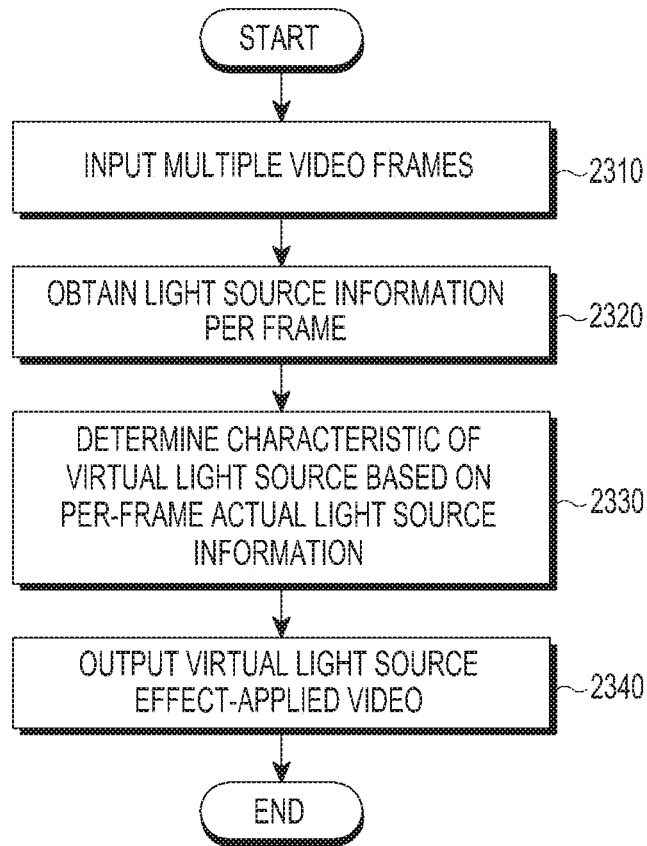 START
INPUT MULTIPLE VIDEO FRAMES
2310
OBTAIN LIGHT SOURCE INFORMATION
PER FRAME
2320
DETERMINE CHARACTERISTIC OF
VIRTUAL LIGHT SOURCE BASED ON
PER-FRAME ACTUAL LIGHT SOURCE
INFORMATION
2330
OUTPUT VIRTUAL LIGHT SOURCE
EFFECT-APPLIED VIDEO
2340
END